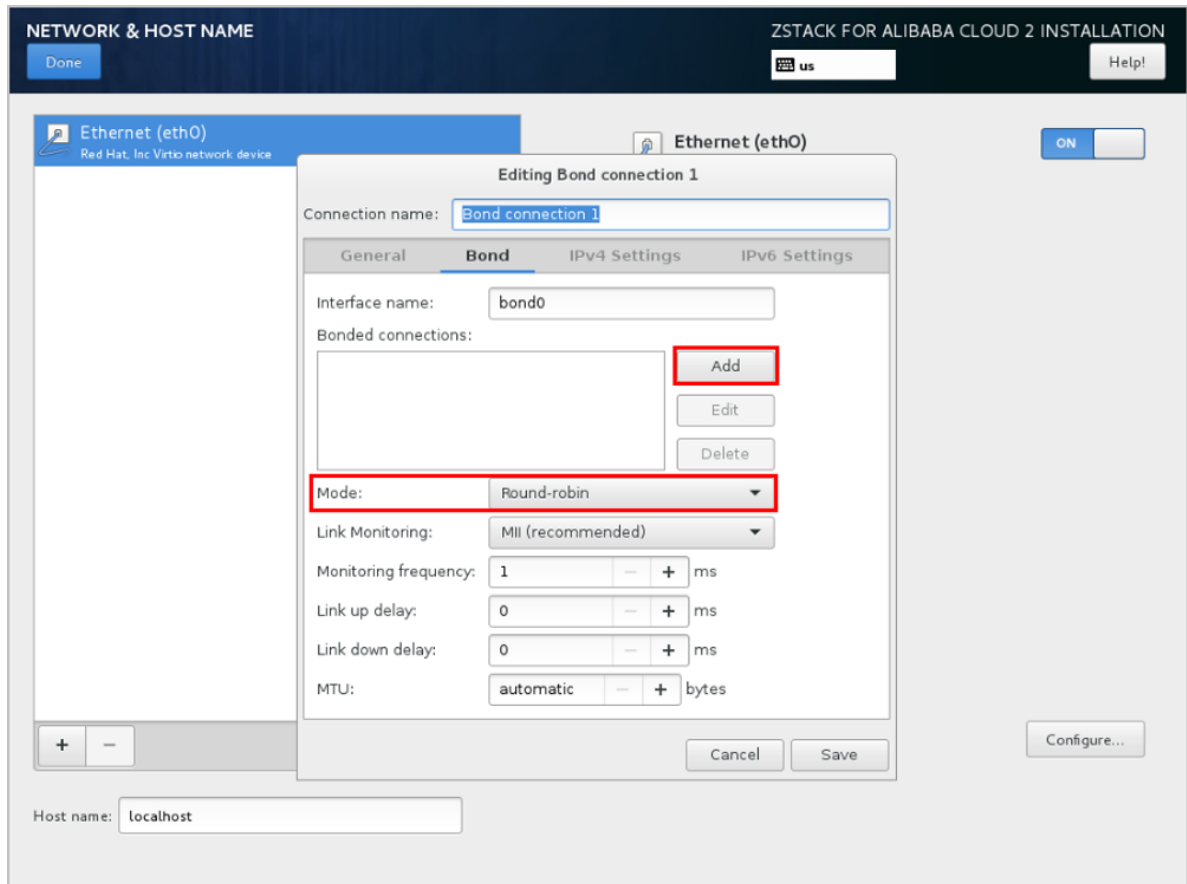 NETWORK & HOST NAME
ZSTACK FOR ALIBABA CLOUD 2 INSTALLATION
Done
us
Help!
Ethernet (eth0)
Red Hat, Inc Virtio network device
Ethernet (eth0)
ON
Editing Bond connection 1
Connection name: Bond connection 1
General Bond IPv4 Settings IPv6 Settings
Interface name: bond0
Bonded connections:
Add
Edit
Delete
Mode: Round-robin
Link Monitoring: MII (recommended)
Monitoring frequency: 1 − + ms
Link up delay: 0 − + ms
Link down delay: 0 − + ms
MTU: automatic − + bytes
+ −
Configure...
Cancel Save
Host name: localhost